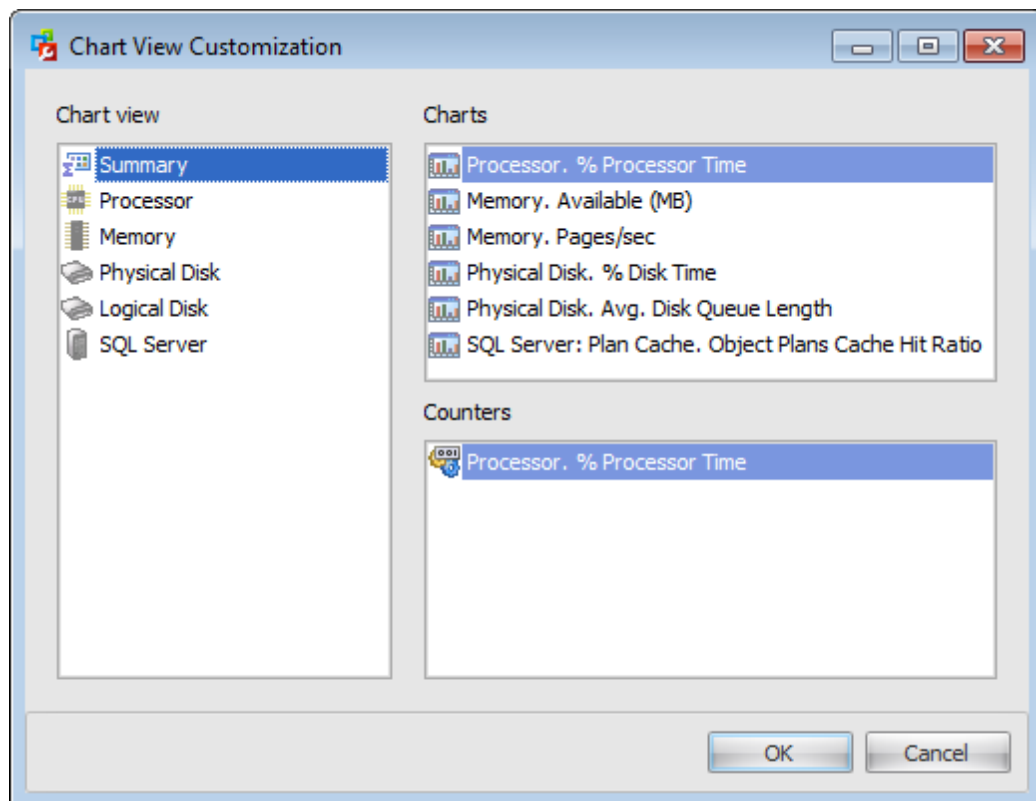 Chart View Customization
Chart view
Summary
Processor
Memory
Physical Disk
Logical Disk
SQL Server
Charts
Processor. % Processor Time
Memory. Available (MB)
Memory. Pages/sec
Physical Disk. % Disk Time
Physical Disk. Avg. Disk Queue Length
SQL Server: Plan Cache. Object Plans Cache Hit Ratio
Counters
Processor. % Processor Time
OK
Cancel